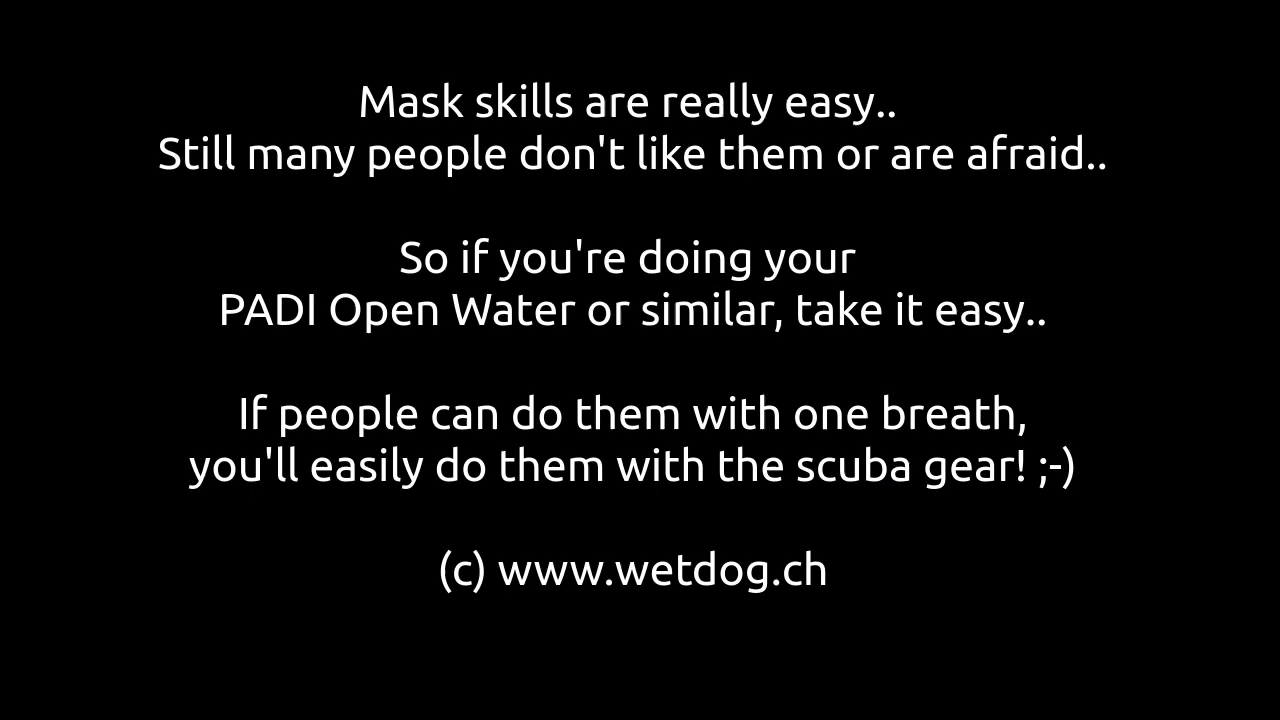 Mask skills are really easy..
Still many people don't like them or are afraid..
So if you're doing your
PADI Open Water or similar, take it easy..
If people can do them with one breath,
you'll easily do them with the scuba gear! ;-)
(c) www.wetdog.ch